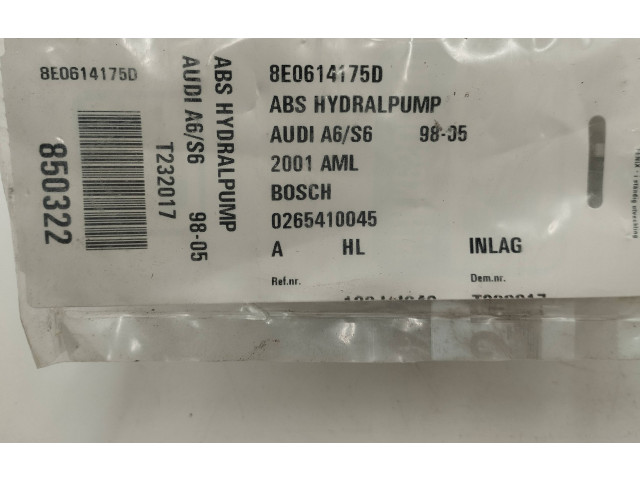 8E0614175D
850322
T232017
AUDI A6/S6 98-05
ABS HYDRALPUMP
8E0614175D
ABS HYDRALPUMP
AUDI A6/S6 98-05
2001 AML
BOSCH
0265410045
A HL INLAG
Ref.nr. Dem.nr.